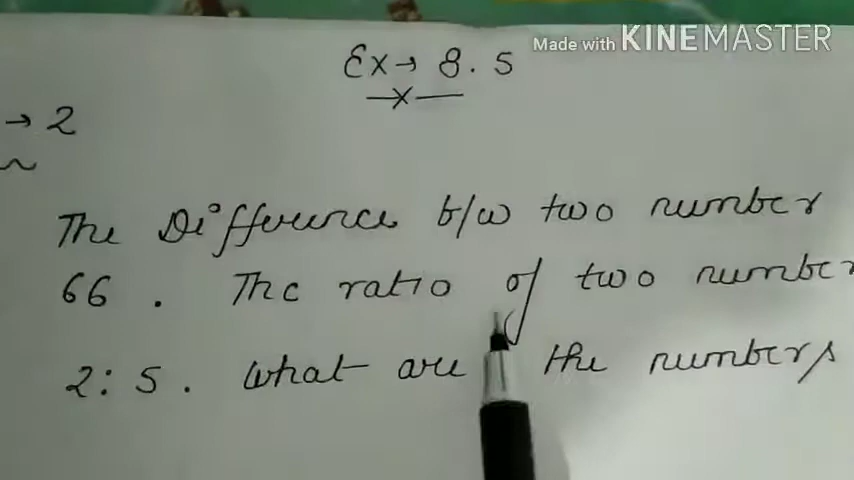 Made with KINEMASTER
Ex → 8.5
→ 2
The Difference b/w two number
66. The ratio of two number
2:5. What are the numbers